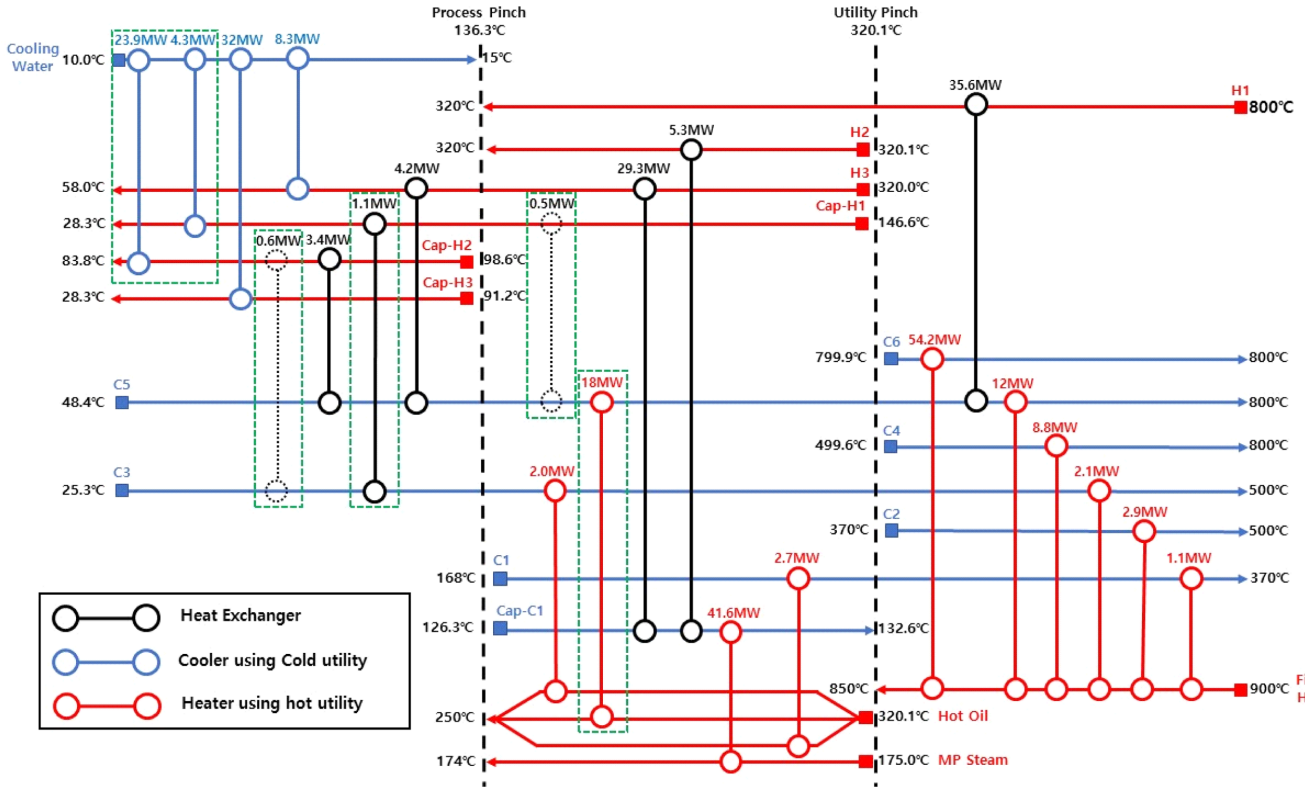 Process Pinch
136.3℃
Utility Pinch
320.1℃
Cooling
Water
10.0℃
23.9MW
4.3MW
32MW
8.3MW
15℃
35.6MW
320℃
H1
800℃
5.3MW
320℃
H2
320.1℃
4.2MW
29.3MW
58.0℃
H3
320.0℃
1.1MW
0.5MW
28.3℃
Cap-H1
146.6℃
0.6MW
3.4MW
83.8℃
Cap-H2
98.6℃
28.3℃
Cap-H3
91.2℃
799.9℃
C6
54.2MW
800℃
C5
18MW
12MW
48.4℃
800℃
C4
8.8MW
499.6℃
800℃
C3
2.0MW
2.1MW
25.3℃
500℃
C2
2.9MW
370℃
500℃
C1
2.7MW
1.1MW
168℃
370℃
Cap-C1
41.6MW
126.3℃
132.6℃
Heat Exchanger
Cooler using Cold utility
Heater using hot utility
850℃
900℃
250℃
320.1℃ Hot Oil
174℃
175.0℃ MP Steam